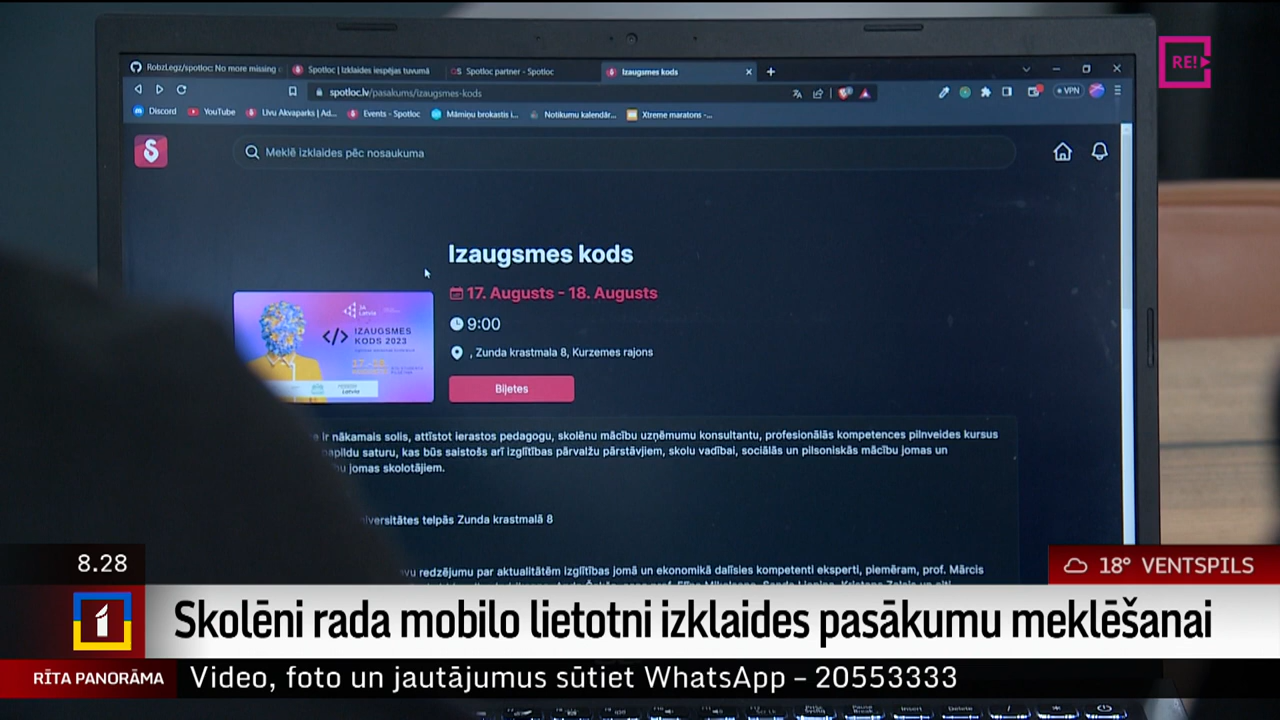 RobzLegz/spotloc: No more missing
Spotloc | Izklaides iespējas tuvumā
GS Spotloc partner - Spotloc
Izaugsmes kods
spotloc.lv/pasakums/izaugsmes-kods
VPN
Discord
YouTube
Līvu Akvaparks | Ad...
Events - Spotloc
Māmiņu brokastis i...
Notikumu kalendār...
Xtreme maratons -...
RE!
Meklē izklaides pēc nosaukuma
Izaugsmes kods
17. Augusts - 18. Augusts
9:00
, Zunda krastmala 8, Kurzemes rajons
Biļetes
</> IZAUGSMES
KODS 2023
ir nākamais solis, attīstot ierastos pedagogu, skolēnu mācību uzņēmumu konsultantu, profesionālās kompetences pilnveides kursus
saturu, kas būs saistošs arī izglītības pārvalžu pārstāvjiem, skolu vadībai, sociālās un pilsoniskās mācību jomas un
jomas skolotājiem.
telpās Zunda krastmalā 8
redzējumu par aktualitātēm izglītības jomā un ekonomikā dalīsies kompetenti eksperti, piemēram, prof. Mārcis
8.28
18° VENTSPILS
1
Skolēni rada mobilo lietotni izklaides pasākumu meklēšanai
RĪTA PANORĀMA
Video, foto un jautājumus sūtiet WhatsApp – 20553333